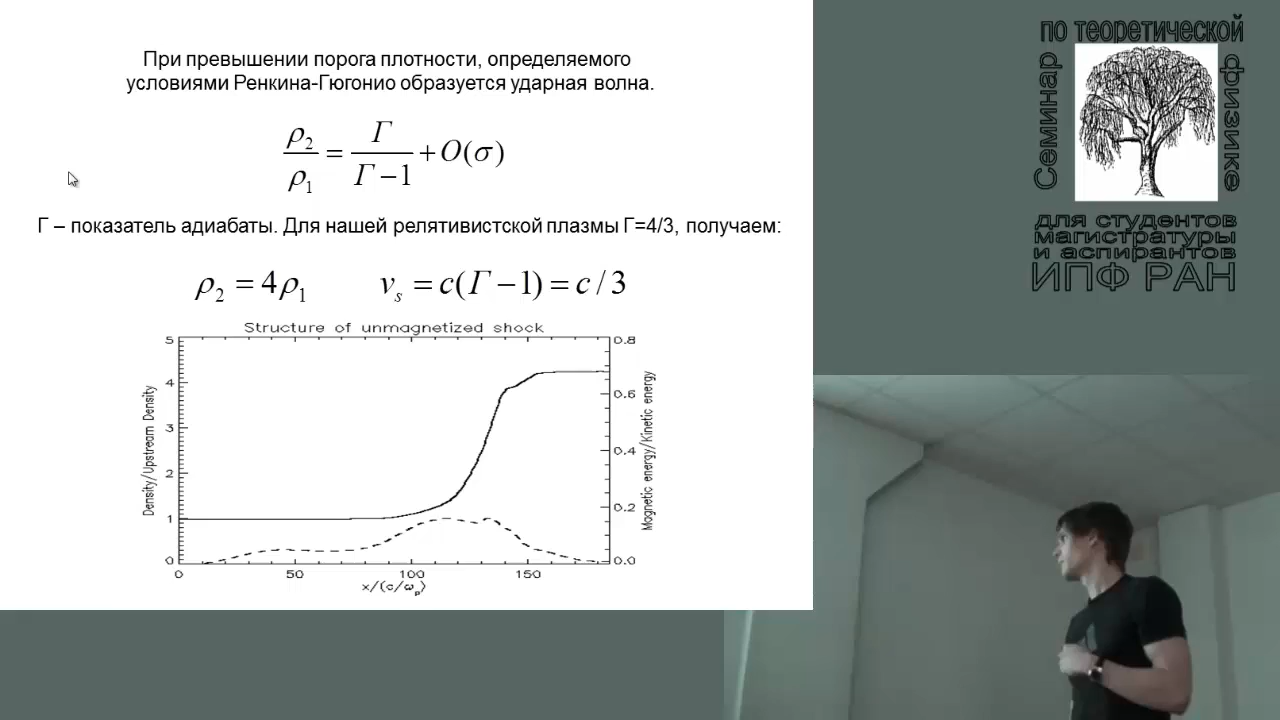 При превышении порога плотности, определяемого
условиями Ренкина-Гюгонио образуется ударная волна.
ρ₂/ρ₁ = Γ/(Γ−1) + O(σ)
Г – показатель адиабаты. Для нашей релятивистской плазмы Г=4/3, получаем:
ρ₂ = 4ρ₁ vₛ = c(Γ−1) = c/3
Structure of unmagnetized shock
Density/Upstream Density
5
4
3
2
1
0
0.8
0.6
0.4
0.2
0.0
Magnetic energy/Kinetic energy
0 50 100 150
x/(c/ωₚ)
Семинар
по теоретической
физике
для студентов
магистратуры
и аспирантов
ИПФ РАН